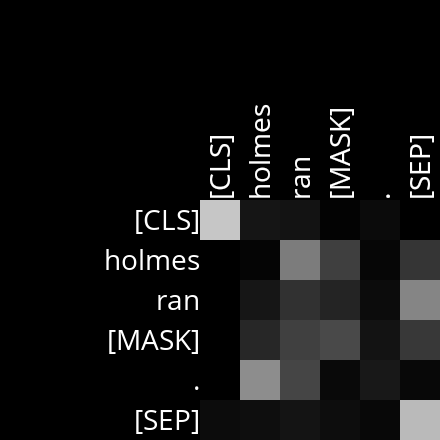 [CLS]
holmes
ran
[MASK]
.
[SEP]
[CLS]
holmes
ran
[MASK]
.
[SEP]